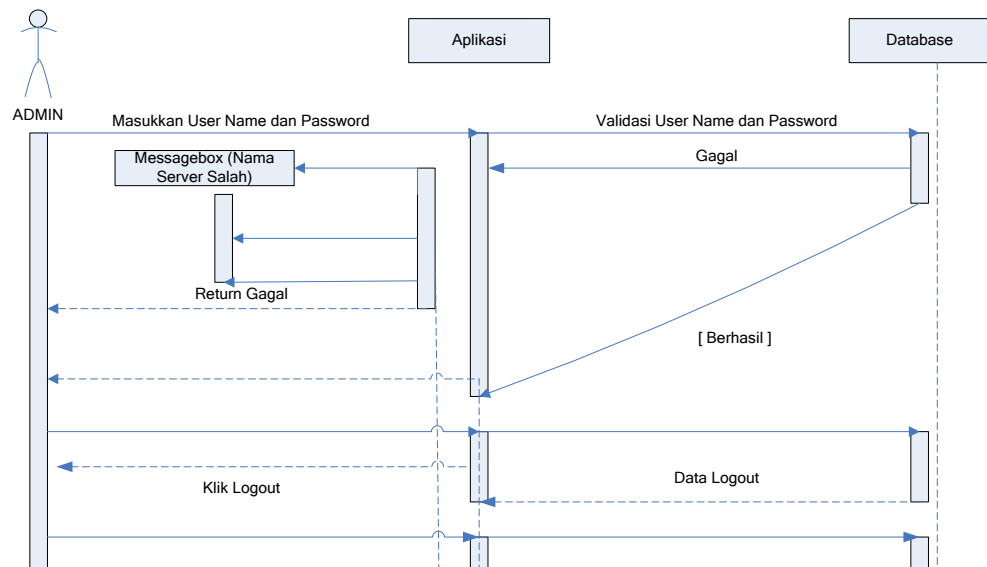 Aplikasi
Database
ADMIN
Masukkan User Name dan Password
Validasi User Name dan Password
Messagebox (Nama
Server Salah)
Gagal
Return Gagal
[ Berhasil ]
Klik Logout
Data Logout